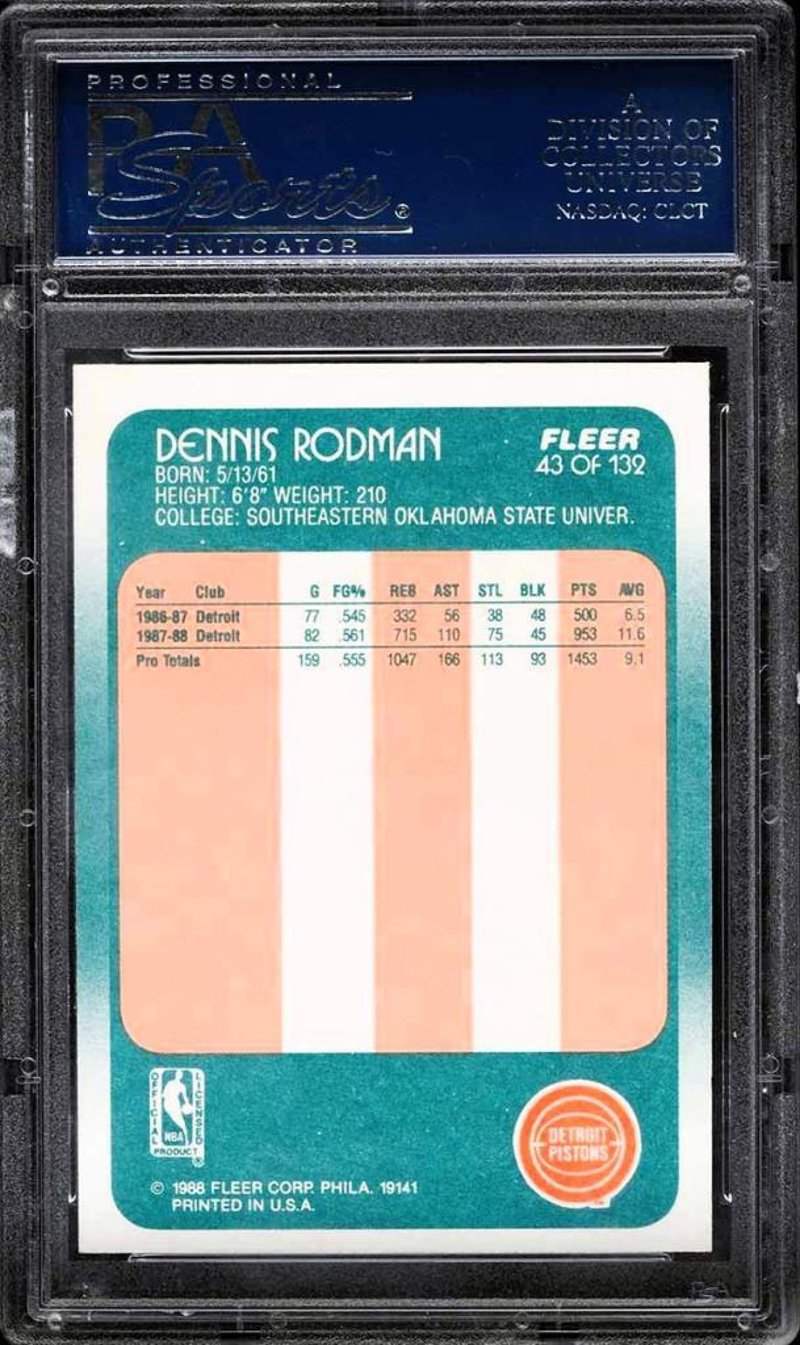 PROFESSIONAL
PSA
Sports®
AUTHENTICATOR
A
DIVISION OF
COLLECTORS
UNIVERSE
NASDAQ: CLCT
DENNIS RODMAN
FLEER
43 OF 132
BORN: 5/13/61
HEIGHT: 6'8" WEIGHT: 210
COLLEGE: SOUTHEASTERN OKLAHOMA STATE UNIVER.
Year Club G FG% REB AST STL BLK PTS AVG
1986-87 Detroit 77 .545 332 56 38 48 500 6.5
1987-88 Detroit 82 .561 715 110 75 45 953 11.6
Pro Totals 159 .555 1047 166 113 93 1453 9.1
OFFICIAL
LICENSED
NBA
PRODUCT
®
DETROIT
PISTONS
TM
© 1988 FLEER CORP. PHILA. 19141
PRINTED IN U.S.A.
PSA